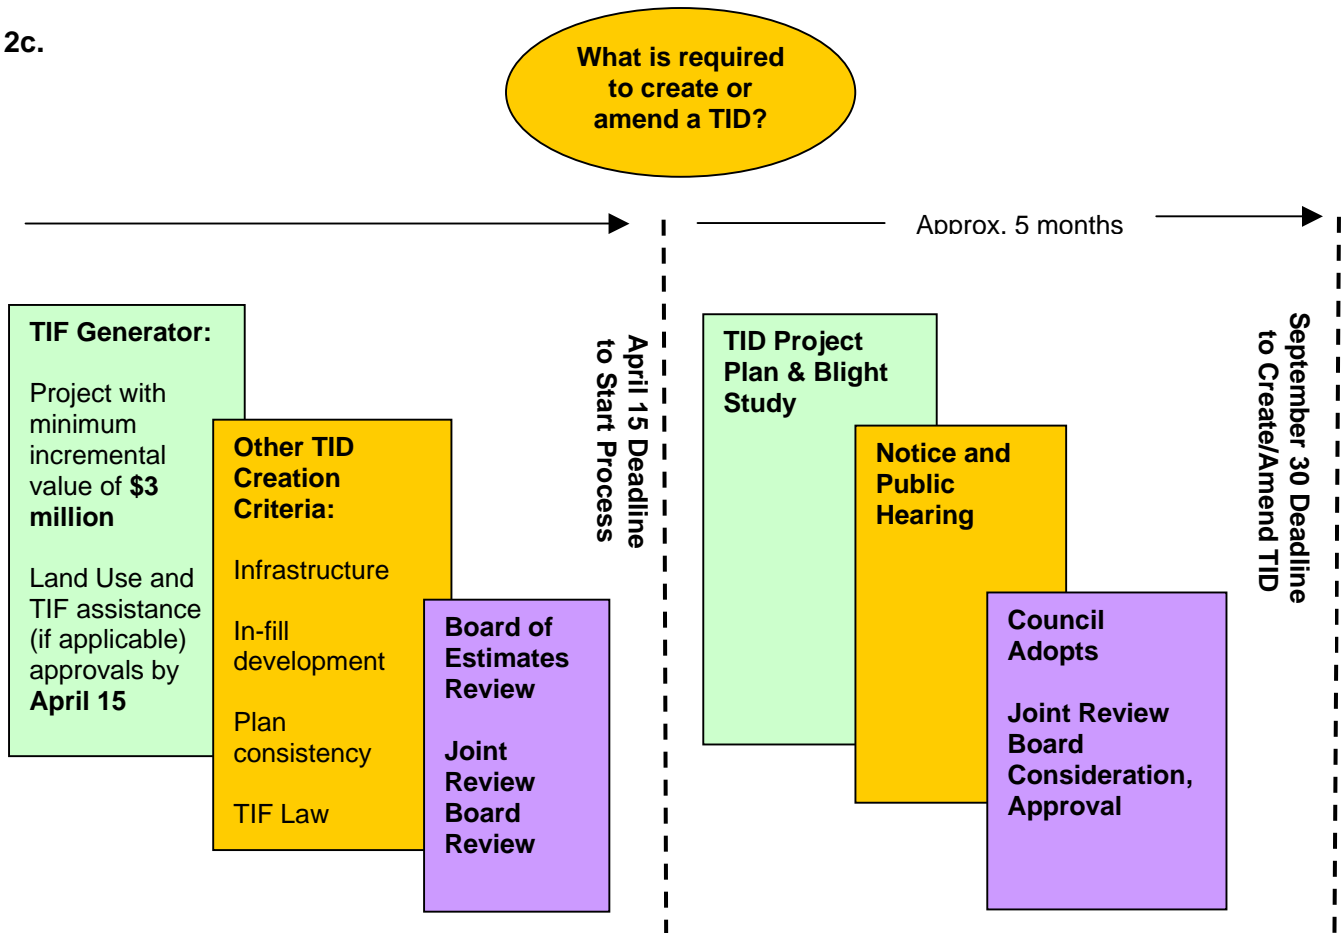 2c.
What is required
to create or
amend a TID?
Approx. 5 months
TIF Generator:
Project with
minimum
incremental
value of $3
million
Land Use and
TIF assistance
(if applicable)
approvals by
April 15
Other TID
Creation
Criteria:
Infrastructure
In-fill
development
Plan
consistency
TIF Law
Board of
Estimates
Review
Joint
Review
Board
Review
April 15 Deadline
to Start Process
TID Project
Plan & Blight
Study
Notice and
Public
Hearing
Council
Adopts
Joint Review
Board
Consideration,
Approval
September 30 Deadline
to Create/Amend TID